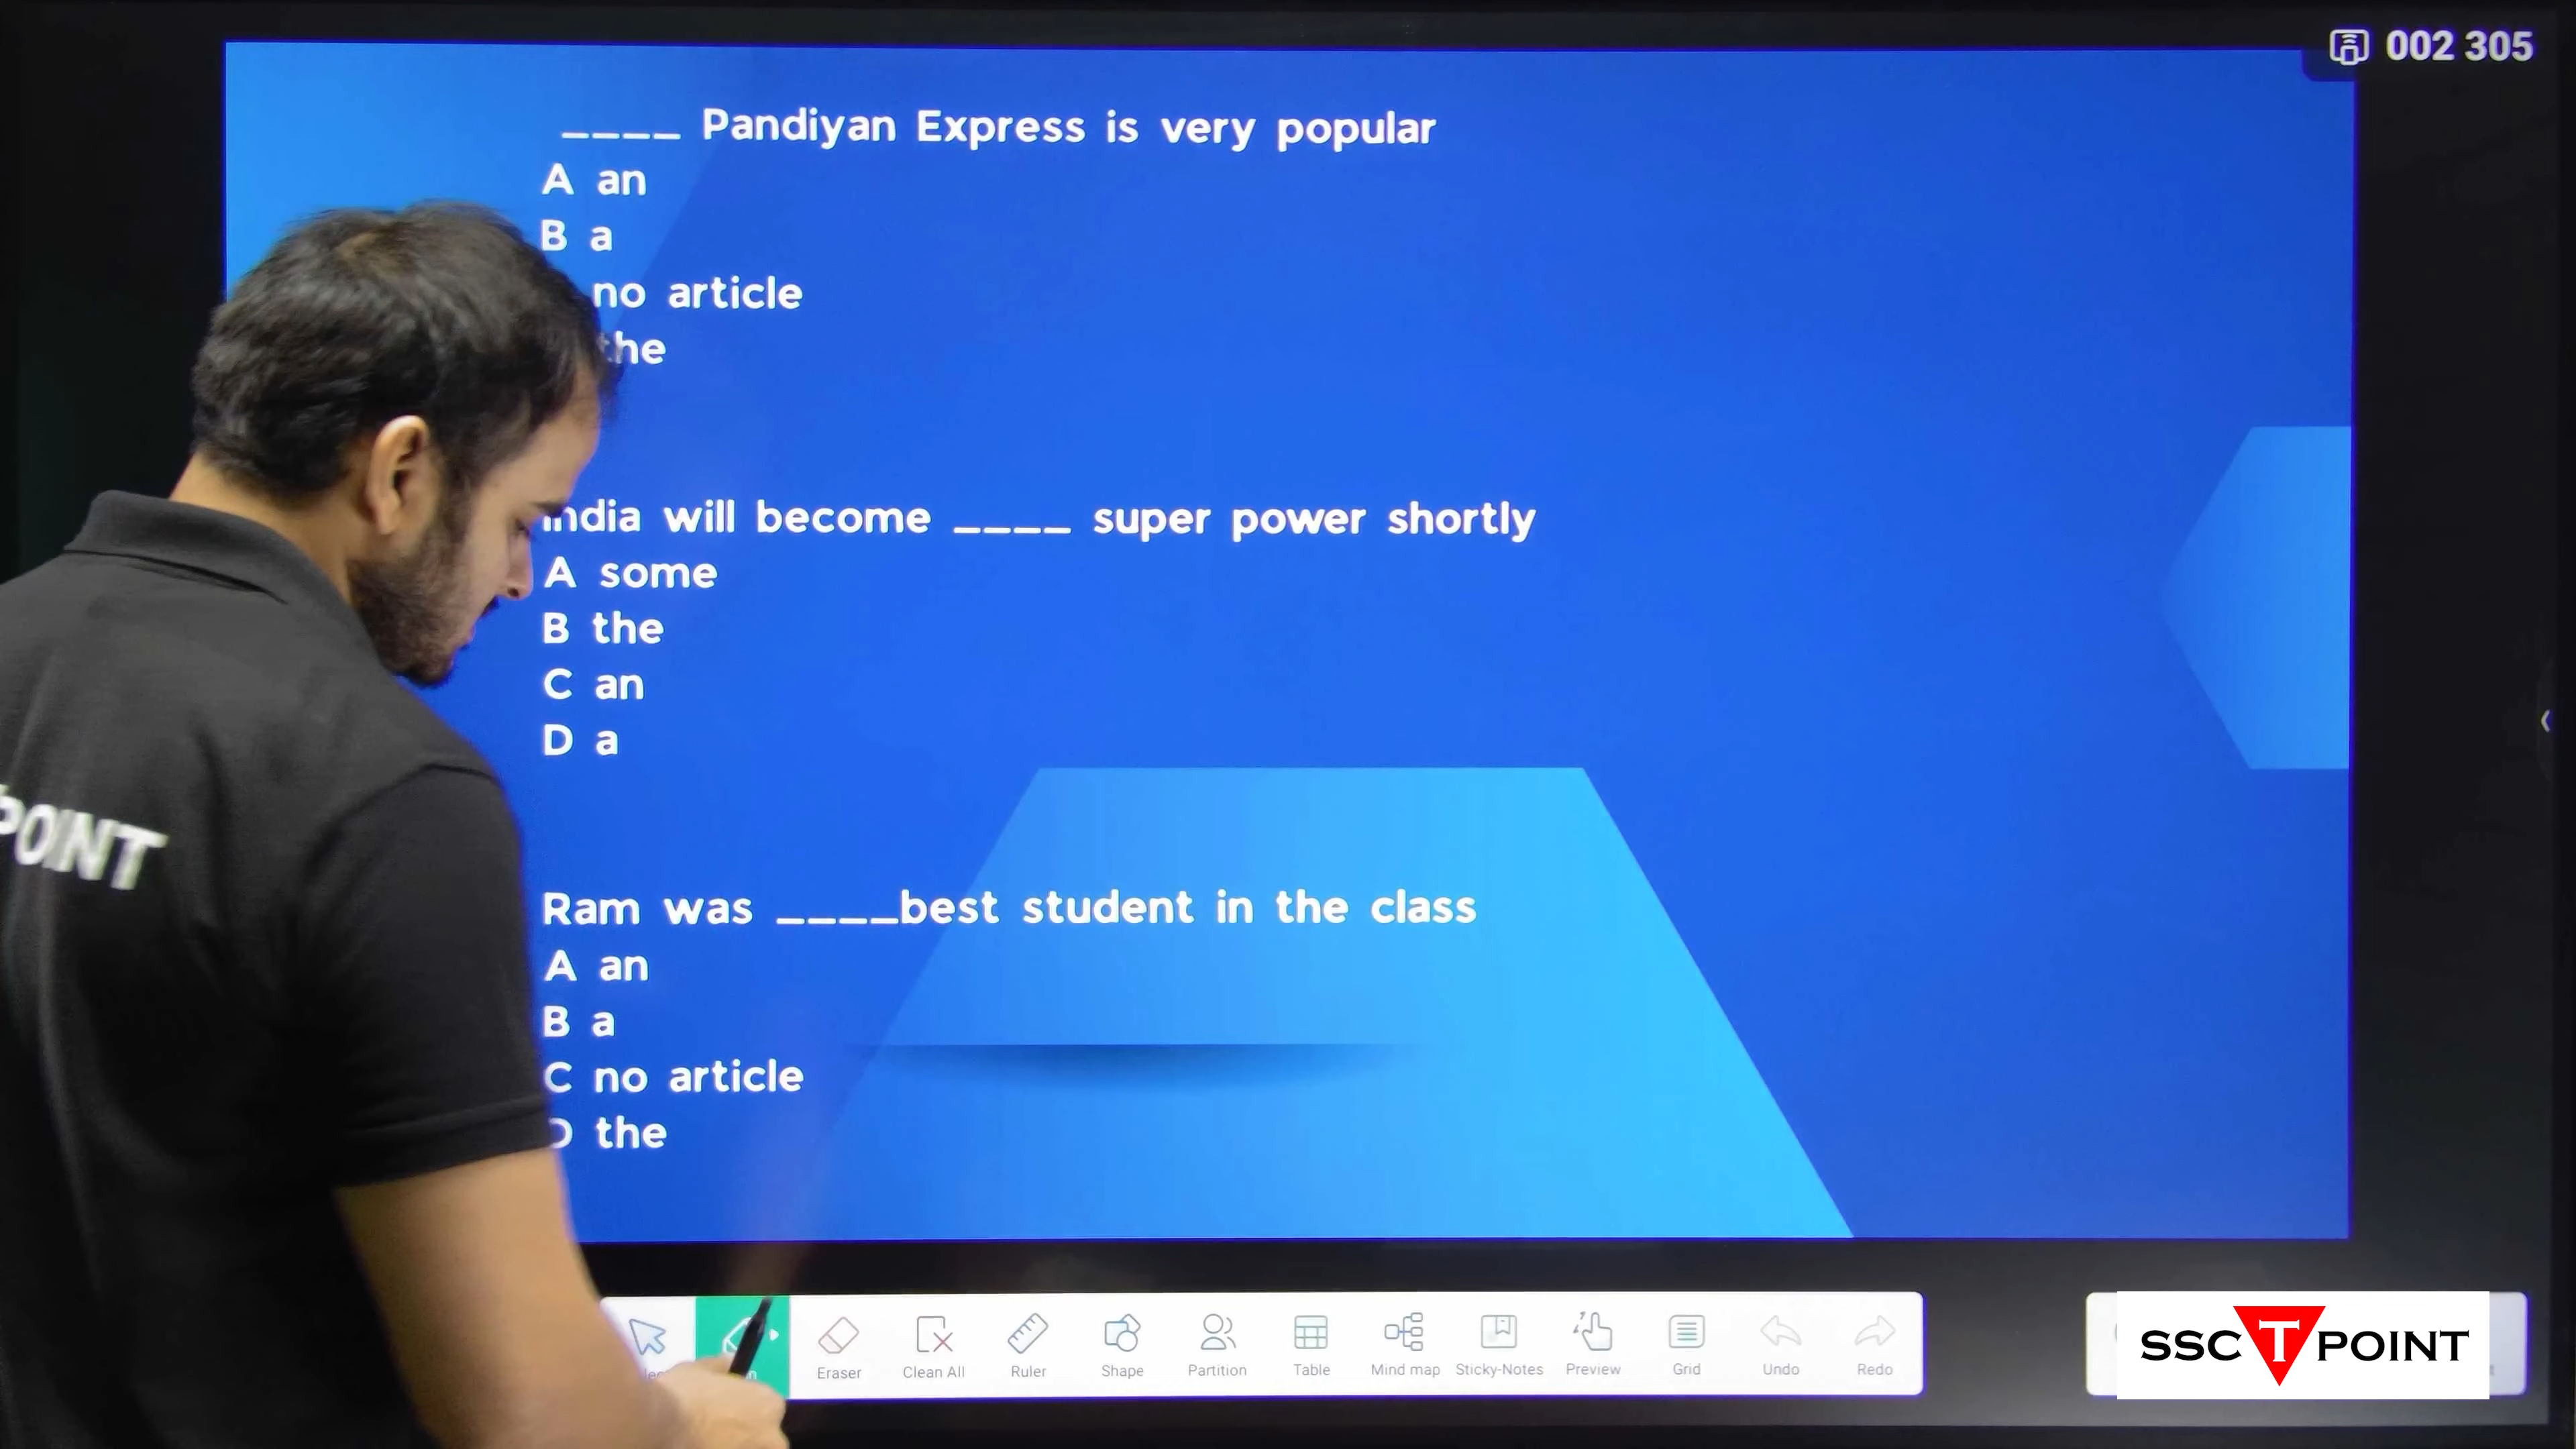 002 305
____ Pandiyan Express is very popular
A an
B a
no article
the
India will become ____ super power shortly
A some
B the
C an
D a
Ram was ____best student in the class
A an
B a
C no article
D the
POINT
Eraser
Clean All
Ruler
Shape
Partition
Table
Mind map
Sticky-Notes
Preview
Grid
Undo
Redo
SSC T POINT